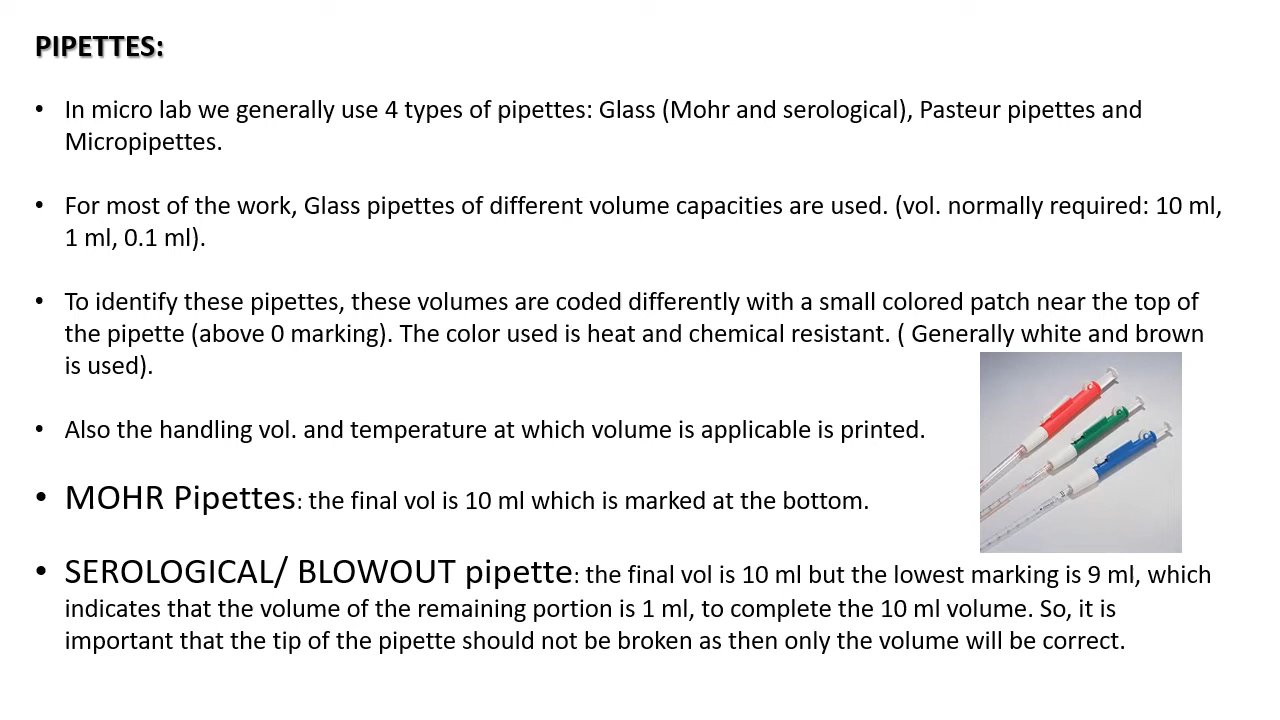 PIPETTES:
• In micro lab we generally use 4 types of pipettes: Glass (Mohr and serological), Pasteur pipettes and
Micropipettes.
• For most of the work, Glass pipettes of different volume capacities are used. (vol. normally required: 10 ml,
1 ml, 0.1 ml).
• To identify these pipettes, these volumes are coded differently with a small colored patch near the top of
the pipette (above 0 marking). The color used is heat and chemical resistant. ( Generally white and brown
is used).
• Also the handling vol. and temperature at which volume is applicable is printed.
• MOHR Pipettes: the final vol is 10 ml which is marked at the bottom.
• SEROLOGICAL/ BLOWOUT pipette: the final vol is 10 ml but the lowest marking is 9 ml, which
indicates that the volume of the remaining portion is 1 ml, to complete the 10 ml volume. So, it is
important that the tip of the pipette should not be broken as then only the volume will be correct.